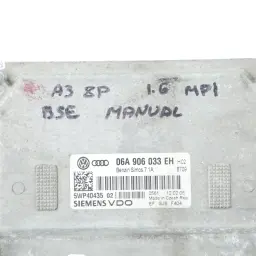 A3 8P 1.6 MPI
BSE MANUAL
06A 906 033 EH H02
Benzin Simos 7.1A
5WP40435 02
SIEMENS VDO